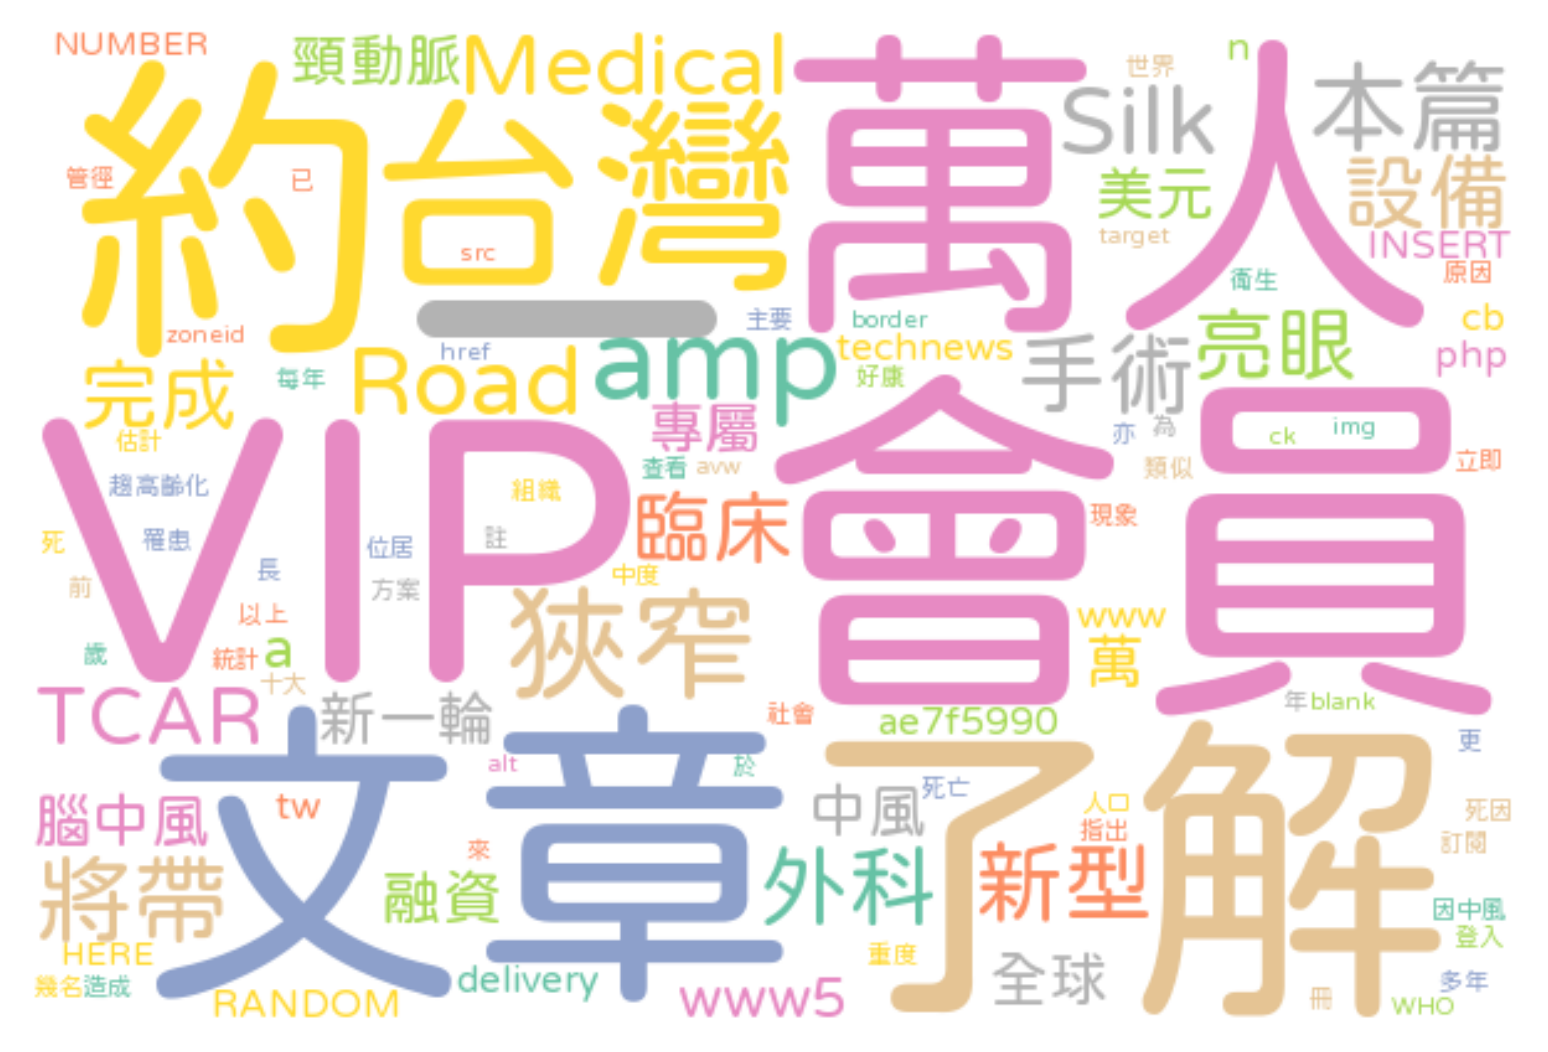 NUMBER
頸動脈 Medical
世界
n
約
台灣
萬
Silk
人
本篇
管徑
已
src
美元
設備
target
INSERT
衛生
原因
zoneid
一
主要
border
cb
href
technews
手術
亮眼
php
完成
每年
Road
amp
好康
估計
專屬
亦
為
ck
img
VIP
查看
avw
會員
類似
立即
趨高齡化
組織
臨床
現象
死
罹患
註
位居
長
中度
前
方案
以上
狹窄
www
歲
統計
a
萬
十大
TCAR
新一輪
社會
ae7f5990
年
blank
文章
alt
於
了解
更
腦中風
tw
中風
死亡
人口
死因
指出
訂閱
來
將帶
融資
外科
新型
因中風
登入
HERE
重度
全球
幾名
造成
delivery
多年
RANDOM
www5
冊
WHO